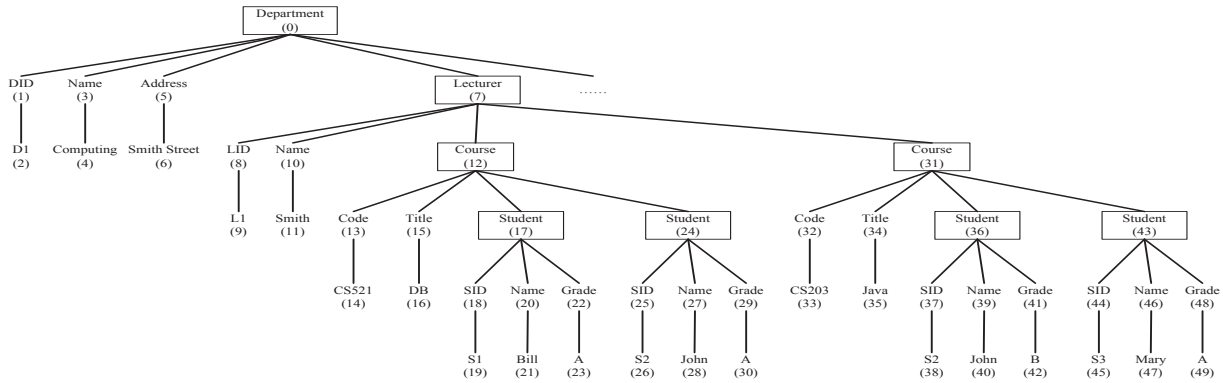 Department
(0)
DID Name Address Lecturer ......
(1) (3) (5) (7)
D1 Computing Smith Street LID Name Course Course
(2) (4) (6) (8) (10) (12) (31)
L1 Smith Code Title Student Student Code Title Student Student
(9) (11) (13) (15) (17) (24) (32) (34) (36) (43)
CS521 DB SID Name Grade SID Name Grade CS203 Java SID Name Grade SID Name Grade
(14) (16) (18) (20) (22) (25) (27) (29) (33) (35) (37) (39) (41) (44) (46) (48)
S1 Bill A S2 John A S2 John B S3 Mary A
(19) (21) (23) (26) (28) (30) (38) (40) (42) (45) (47) (49)